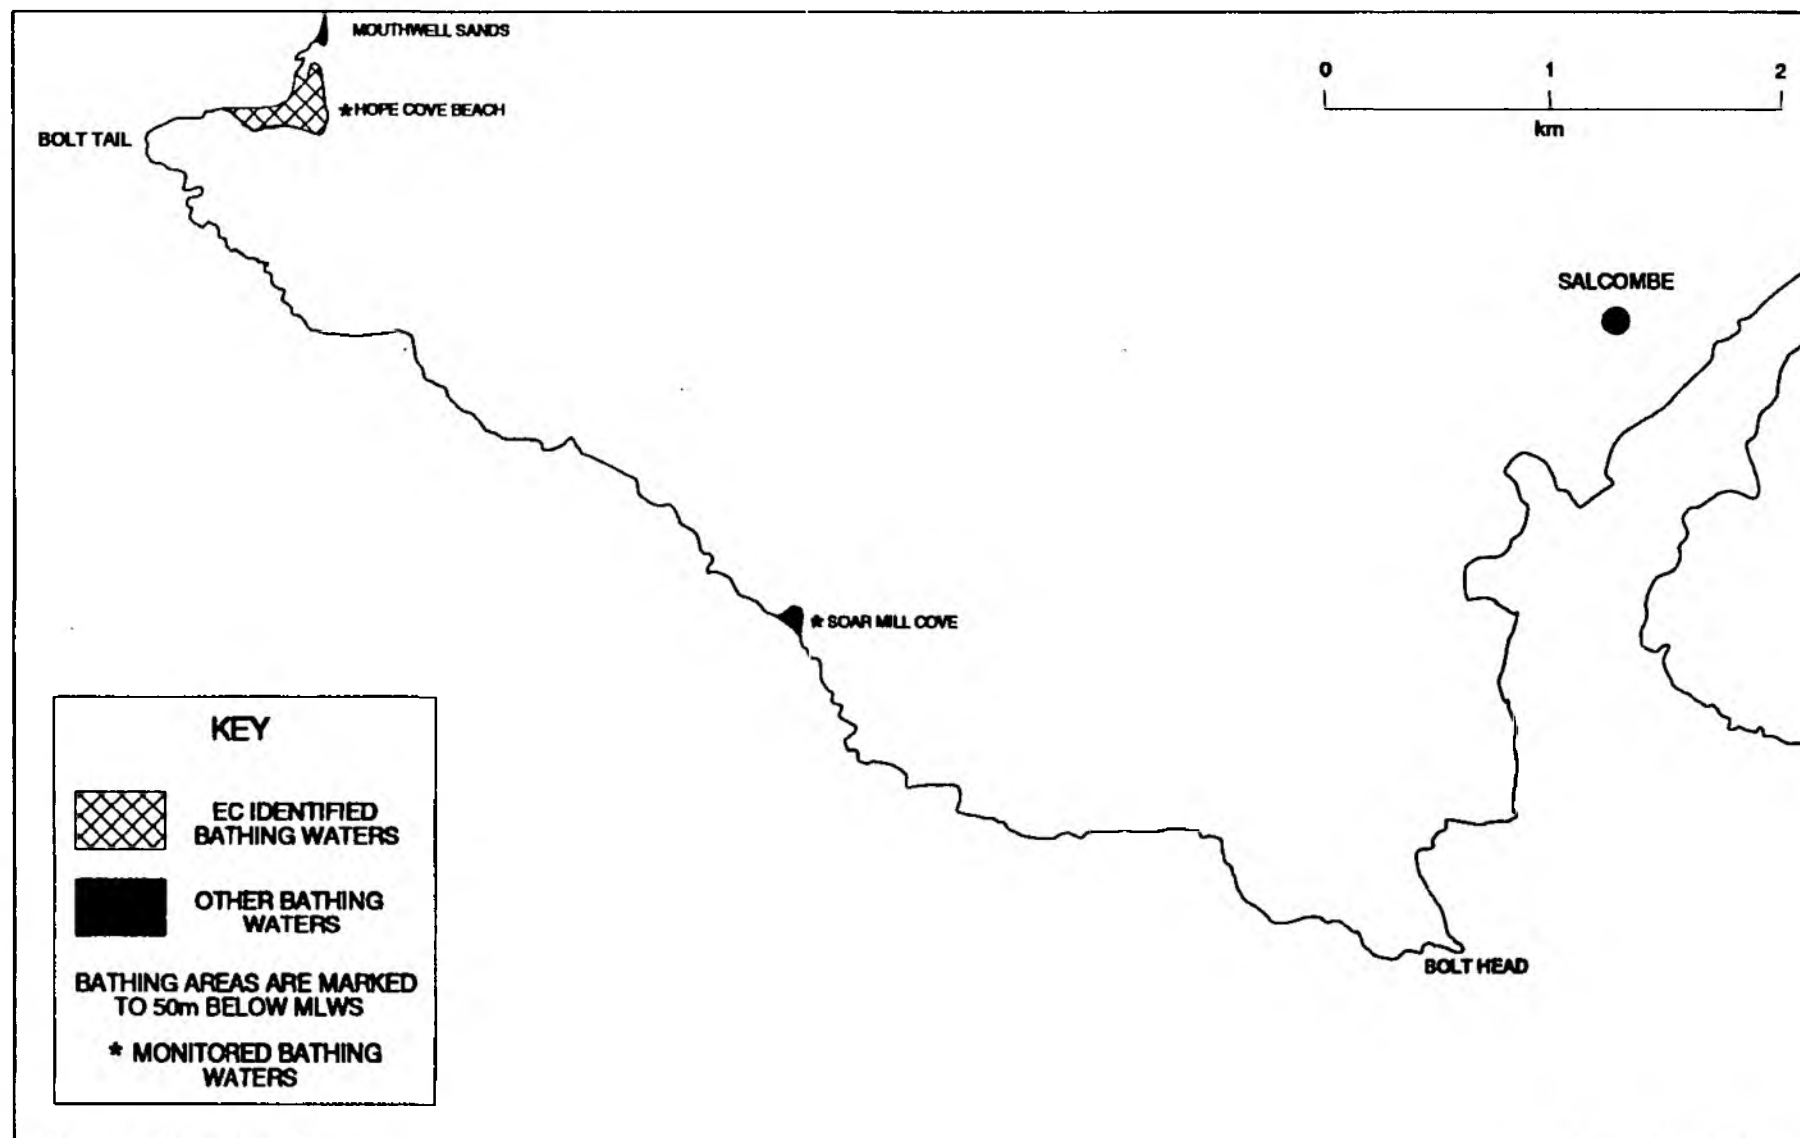 MOUTHWELL SANDS
* HOPE COVE BEACH
BOLT TAIL
0 1 2
km
SALCOMBE
* SOAR MILL COVE
BOLT HEAD
KEY
EC IDENTIFIED
BATHING WATERS
OTHER BATHING
WATERS
BATHING AREAS ARE MARKED
TO 50m BELOW MLWS
* MONITORED BATHING
WATERS